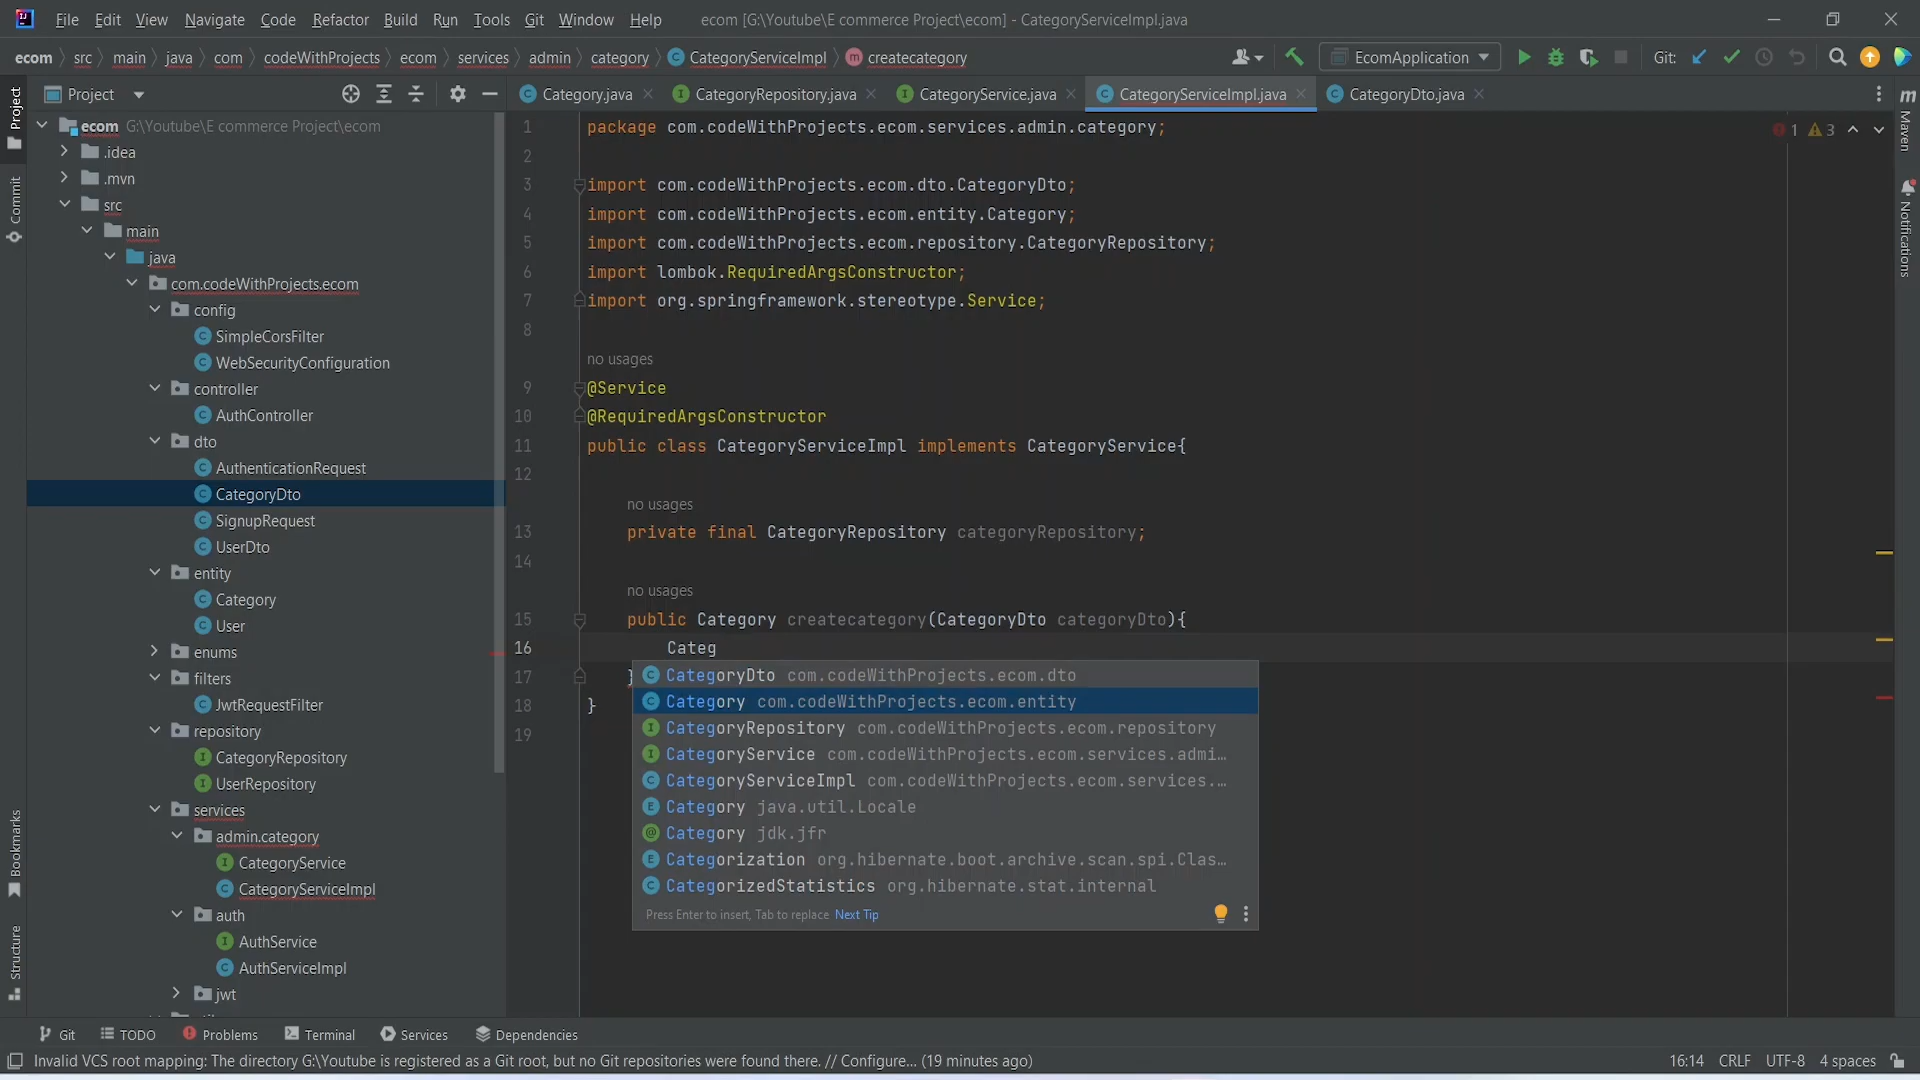 File Edit View Navigate Code Refactor Build Run Tools Git Window Help ecom [G:\Youtube\E commerce Project\ecom] - CategoryServiceImpl.java
ecom src main java com codeWithProjects ecom services admin category CategoryServiceImpl createcategory EcomApplication Git:
Project Category.java CategoryRepository.java CategoryService.java CategoryServiceImpl.java CategoryDto.java
Project
Commit
Bookmarks
Structure
ecom G:\Youtube\E commerce Project\ecom
.idea
.mvn
src
main
java
com.codeWithProjects.ecom
config
SimpleCorsFilter
WebSecurityConfiguration
controller
AuthController
dto
AuthenticationRequest
CategoryDto
SignupRequest
UserDto
entity
Category
User
enums
filters
JwtRequestFilter
repository
CategoryRepository
UserRepository
services
admin.category
CategoryService
CategoryServiceImpl
auth
AuthService
AuthServiceImpl
jwt
1 package com.codeWithProjects.ecom.services.admin.category;
2
3 import com.codeWithProjects.ecom.dto.CategoryDto;
4 import com.codeWithProjects.ecom.entity.Category;
5 import com.codeWithProjects.ecom.repository.CategoryRepository;
6 import lombok.RequiredArgsConstructor;
7 import org.springframework.stereotype.Service;
8
no usages
9 @Service
10 @RequiredArgsConstructor
11 public class CategoryServiceImpl implements CategoryService{
12
no usages
13 private final CategoryRepository categoryRepository;
14
no usages
15 public Category createcategory(CategoryDto categoryDto){
16 Categ
17 }
18 }
19
CategoryDto com.codeWithProjects.ecom.dto
Category com.codeWithProjects.ecom.entity
CategoryRepository com.codeWithProjects.ecom.repository
CategoryService com.codeWithProjects.ecom.services.admi…
CategoryServiceImpl com.codeWithProjects.ecom.services.…
Category java.util.Locale
Category jdk.jfr
Categorization org.hibernate.boot.archive.scan.spi.Clas…
CategorizedStatistics org.hibernate.stat.internal
Press Enter to insert, Tab to replace Next Tip
1 3
m
Maven
Notifications
Git TODO Problems Terminal Services Dependencies
Invalid VCS root mapping: The directory G:\Youtube is registered as a Git root, but no Git repositories were found there. // Configure... (19 minutes ago) 16:14 CRLF UTF-8 4 spaces